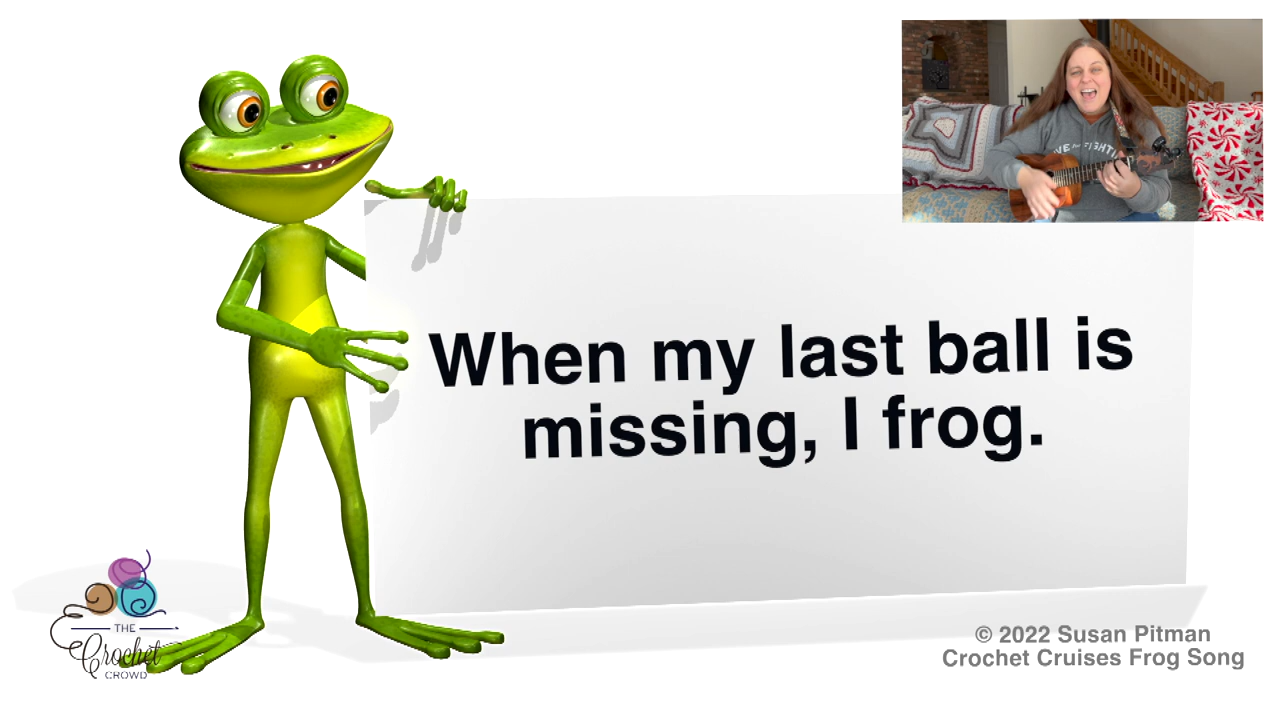 When my last ball is
missing, I frog.
THE
Crochet
CROWD
© 2022 Susan Pitman
Crochet Cruises Frog Song